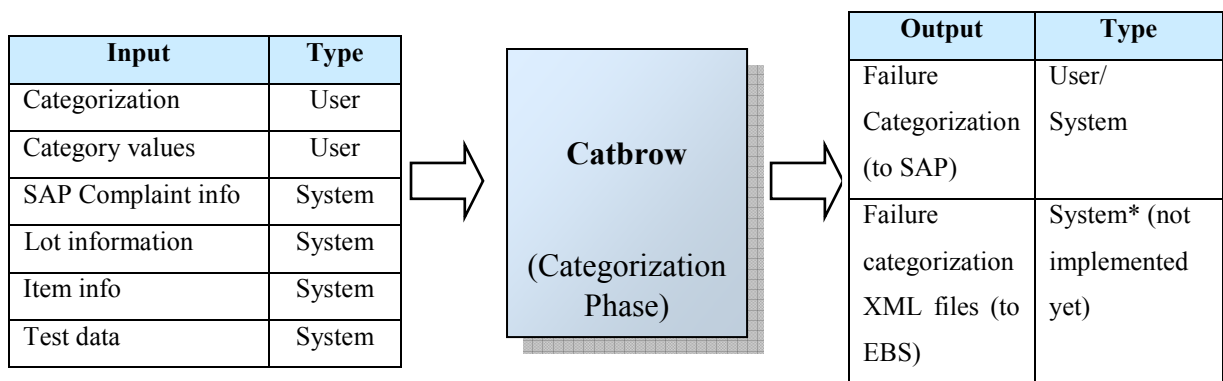 Input Type
Categorization User
Category values User
SAP Complaint info System
Lot information System
Item info System
Test data System
Catbrow
(Categorization
Phase)
Output Type
Failure User/
Categorization System
(to SAP)
Failure System* (not
categorization implemented
XML files (to yet)
EBS)